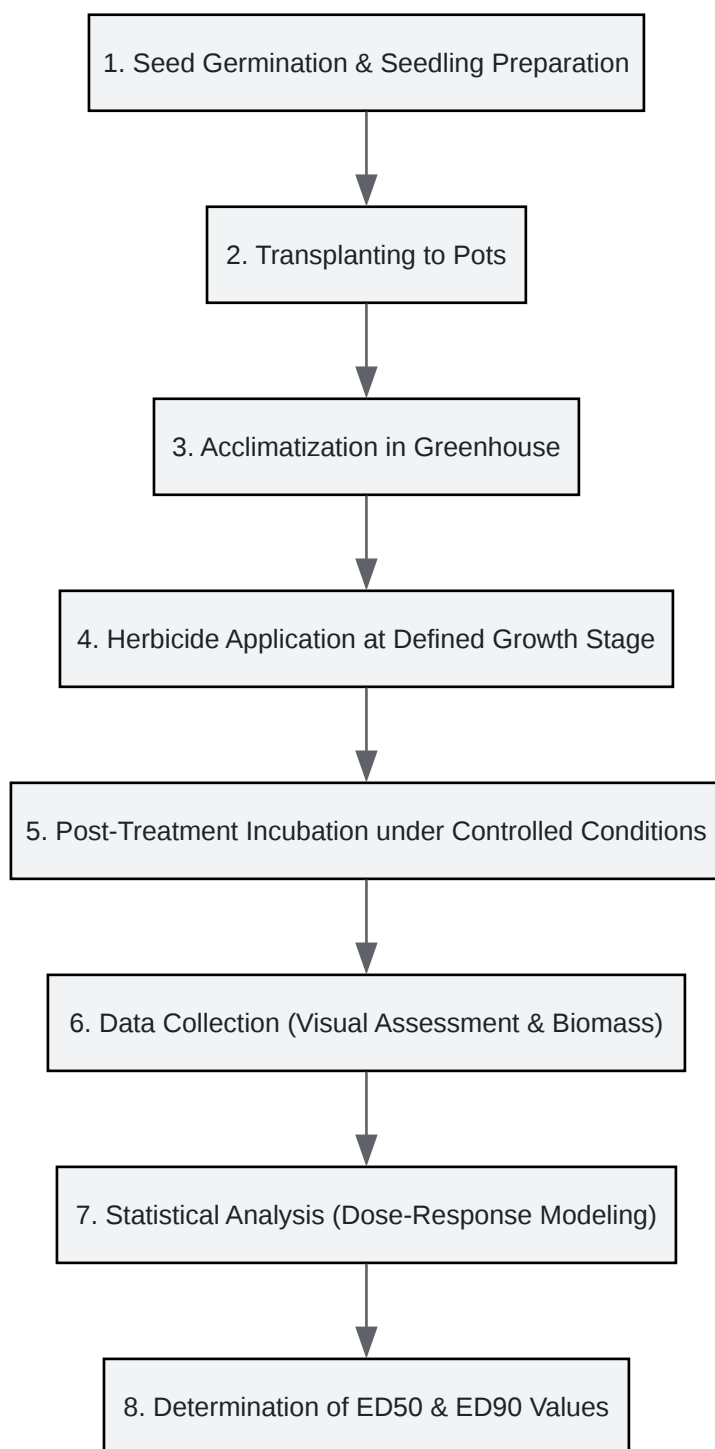 1. Seed Germination & Seedling Preparation
2. Transplanting to Pots
3. Acclimatization in Greenhouse
4. Herbicide Application at Defined Growth Stage
5. Post-Treatment Incubation under Controlled Conditions
6. Data Collection (Visual Assessment & Biomass)
7. Statistical Analysis (Dose-Response Modeling)
8. Determination of ED50 & ED90 Values